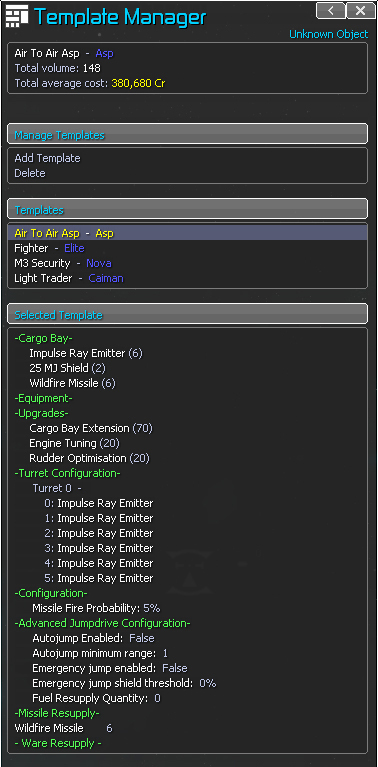 Template Manager
Unknown Object
Air To Air Asp - Asp
Total volume: 148
Total average cost: 380,680 Cr
Manage Templates
Add Template
Delete
Templates
Air To Air Asp - Asp
Fighter - Elite
M3 Security - Nova
Light Trader - Caiman
Selected Template
-Cargo Bay-
Impulse Ray Emitter (6)
25 MJ Shield (2)
Wildfire Missile (6)
-Equipment-
-Upgrades-
Cargo Bay Extension (70)
Engine Tuning (20)
Rudder Optimisation (20)
-Turret Configuration-
Turret 0 -
0: Impulse Ray Emitter
1: Impulse Ray Emitter
2: Impulse Ray Emitter
3: Impulse Ray Emitter
4: Impulse Ray Emitter
5: Impulse Ray Emitter
-Configuration-
Missile Fire Probability: 5%
-Advanced Jumpdrive Configuration-
Autojump Enabled: False
Autojump minimum range: 1
Emergency jump enabled: False
Emergency jump shield threshold: 0%
Fuel Resupply Quantity: 0
-Missile Resupply-
Wildfire Missile 6
- Ware Resupply -